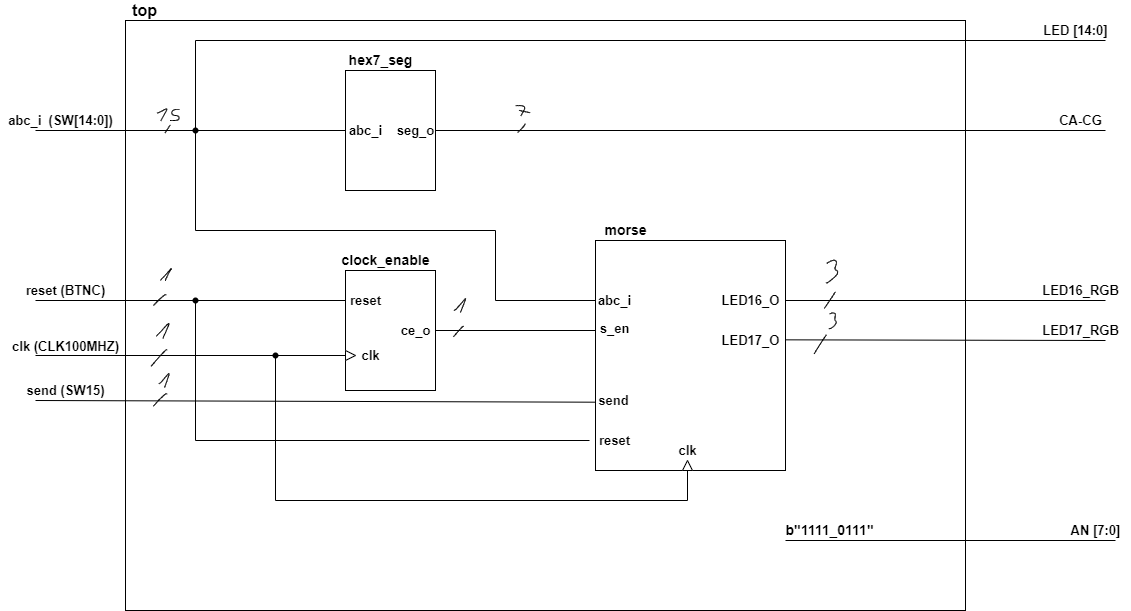 top
LED [14:0]
hex7_seg
abc_i (SW[14:0])
15
abc_i
seg_o
7
CA-CG
morse
clock_enable
reset (BTNC)
1
reset
ce_o
1
abc_i
LED16_O
3
LED16_RGB
s_en
LED17_O
3
LED17_RGB
clk (CLK100MHZ)
1
clk
send (SW15)
1
send
reset
clk
b"1111_0111"
AN [7:0]